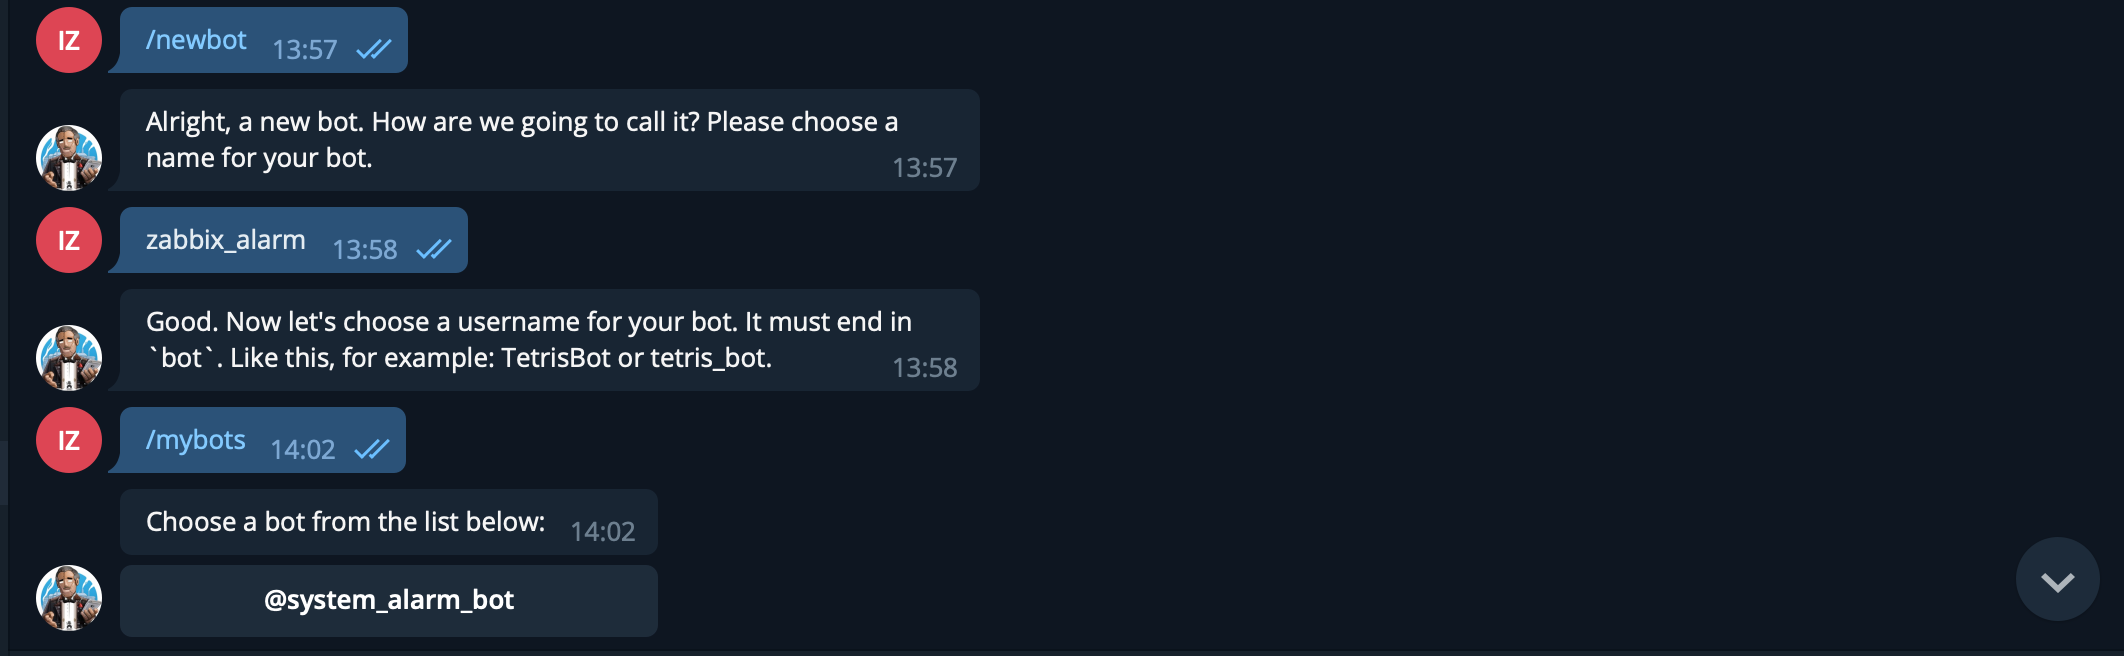 IZ
/newbot 13:57
Alright, a new bot. How are we going to call it? Please choose a
name for your bot. 13:57
IZ
zabbix_alarm 13:58
Good. Now let's choose a username for your bot. It must end in
`bot`. Like this, for example: TetrisBot or tetris_bot. 13:58
IZ
/mybots 14:02
Choose a bot from the list below: 14:02
@system_alarm_bot